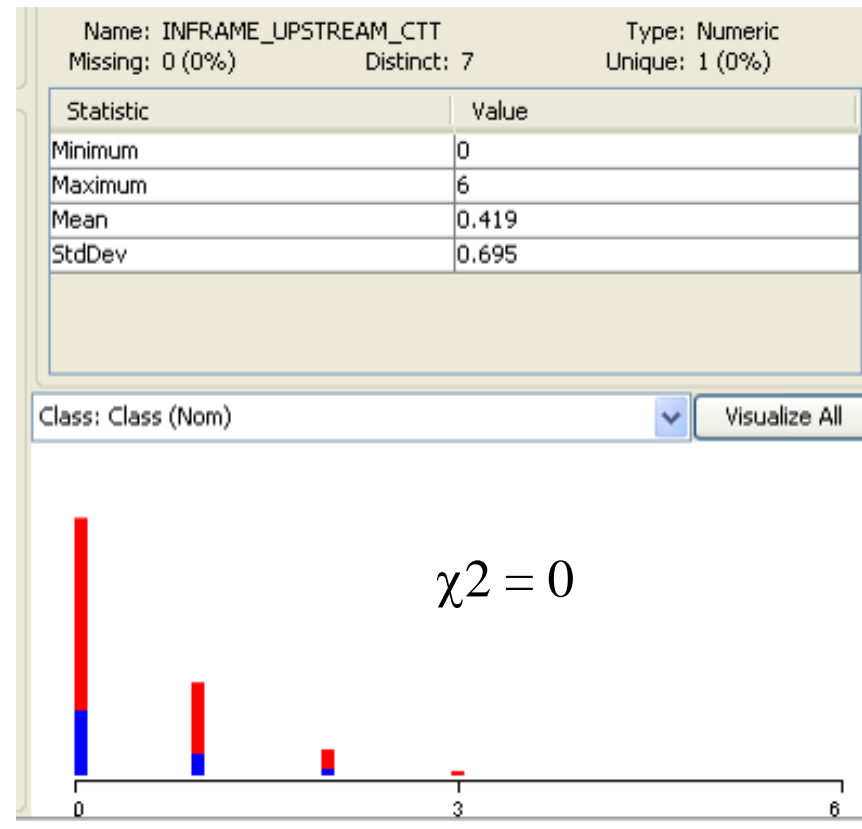 Name: INFRAME_UPSTREAM_CTT Type: Numeric
Missing: 0 (0%) Distinct: 7 Unique: 1 (0%)
Statistic Value
Minimum 0
Maximum 6
Mean 0.419
StdDev 0.695
Class: Class (Nom) Visualize All
χ2 = 0
0 3 6